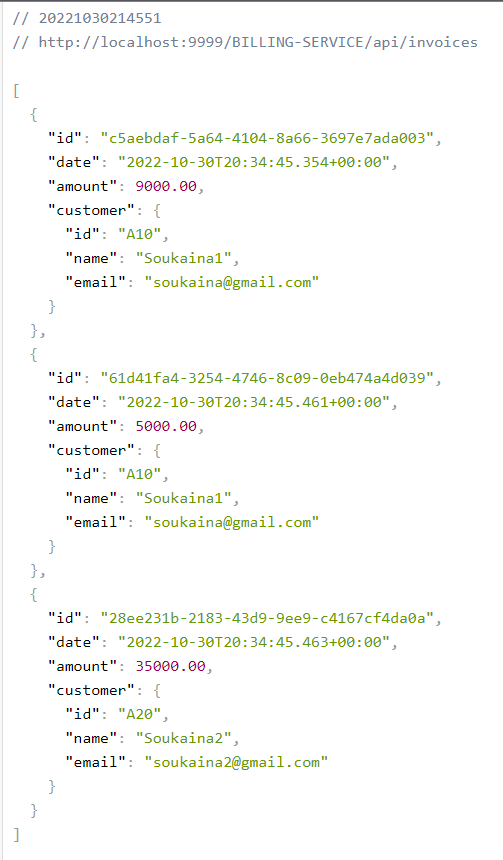 // 20221030214551
// http://localhost:9999/BILLING-SERVICE/api/invoices

[
  {
    "id": "c5aebdaf-5a64-4104-8a66-3697e7ada003",
    "date": "2022-10-30T20:34:45.354+00:00",
    "amount": 9000.00,
    "customer": {
      "id": "A10",
      "name": "Soukaina1",
      "email": "soukaina@gmail.com"
    }
  },
  {
    "id": "61d41fa4-3254-4746-8c09-0eb474a4d039",
    "date": "2022-10-30T20:34:45.461+00:00",
    "amount": 5000.00,
    "customer": {
      "id": "A10",
      "name": "Soukaina1",
      "email": "soukaina@gmail.com"
    }
  },
  {
    "id": "28ee231b-2183-43d9-9ee9-c4167cf4da0a",
    "date": "2022-10-30T20:34:45.463+00:00",
    "amount": 35000.00,
    "customer": {
      "id": "A20",
      "name": "Soukaina2",
      "email": "soukaina2@gmail.com"
    }
  }
]